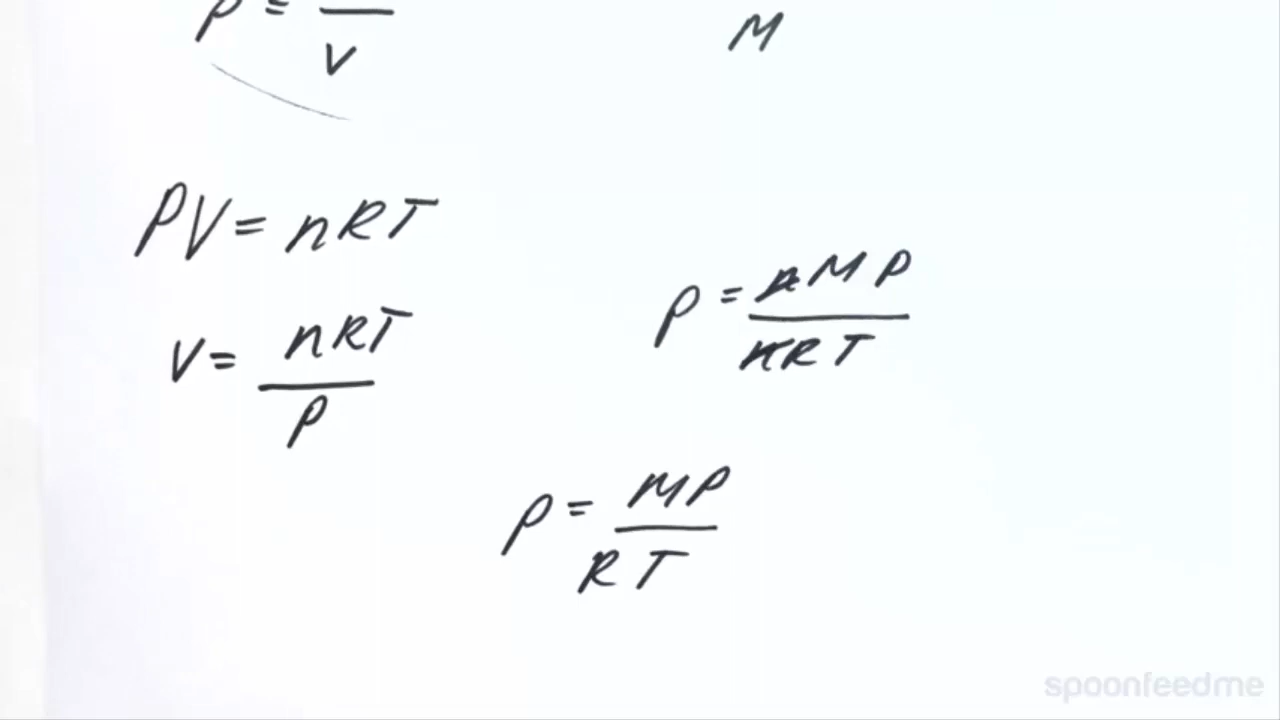 ρ = —
V
M
PV = nRT
V = nRT / P
ρ = nMP / nRT
ρ = MP / RT
spoonfeedme